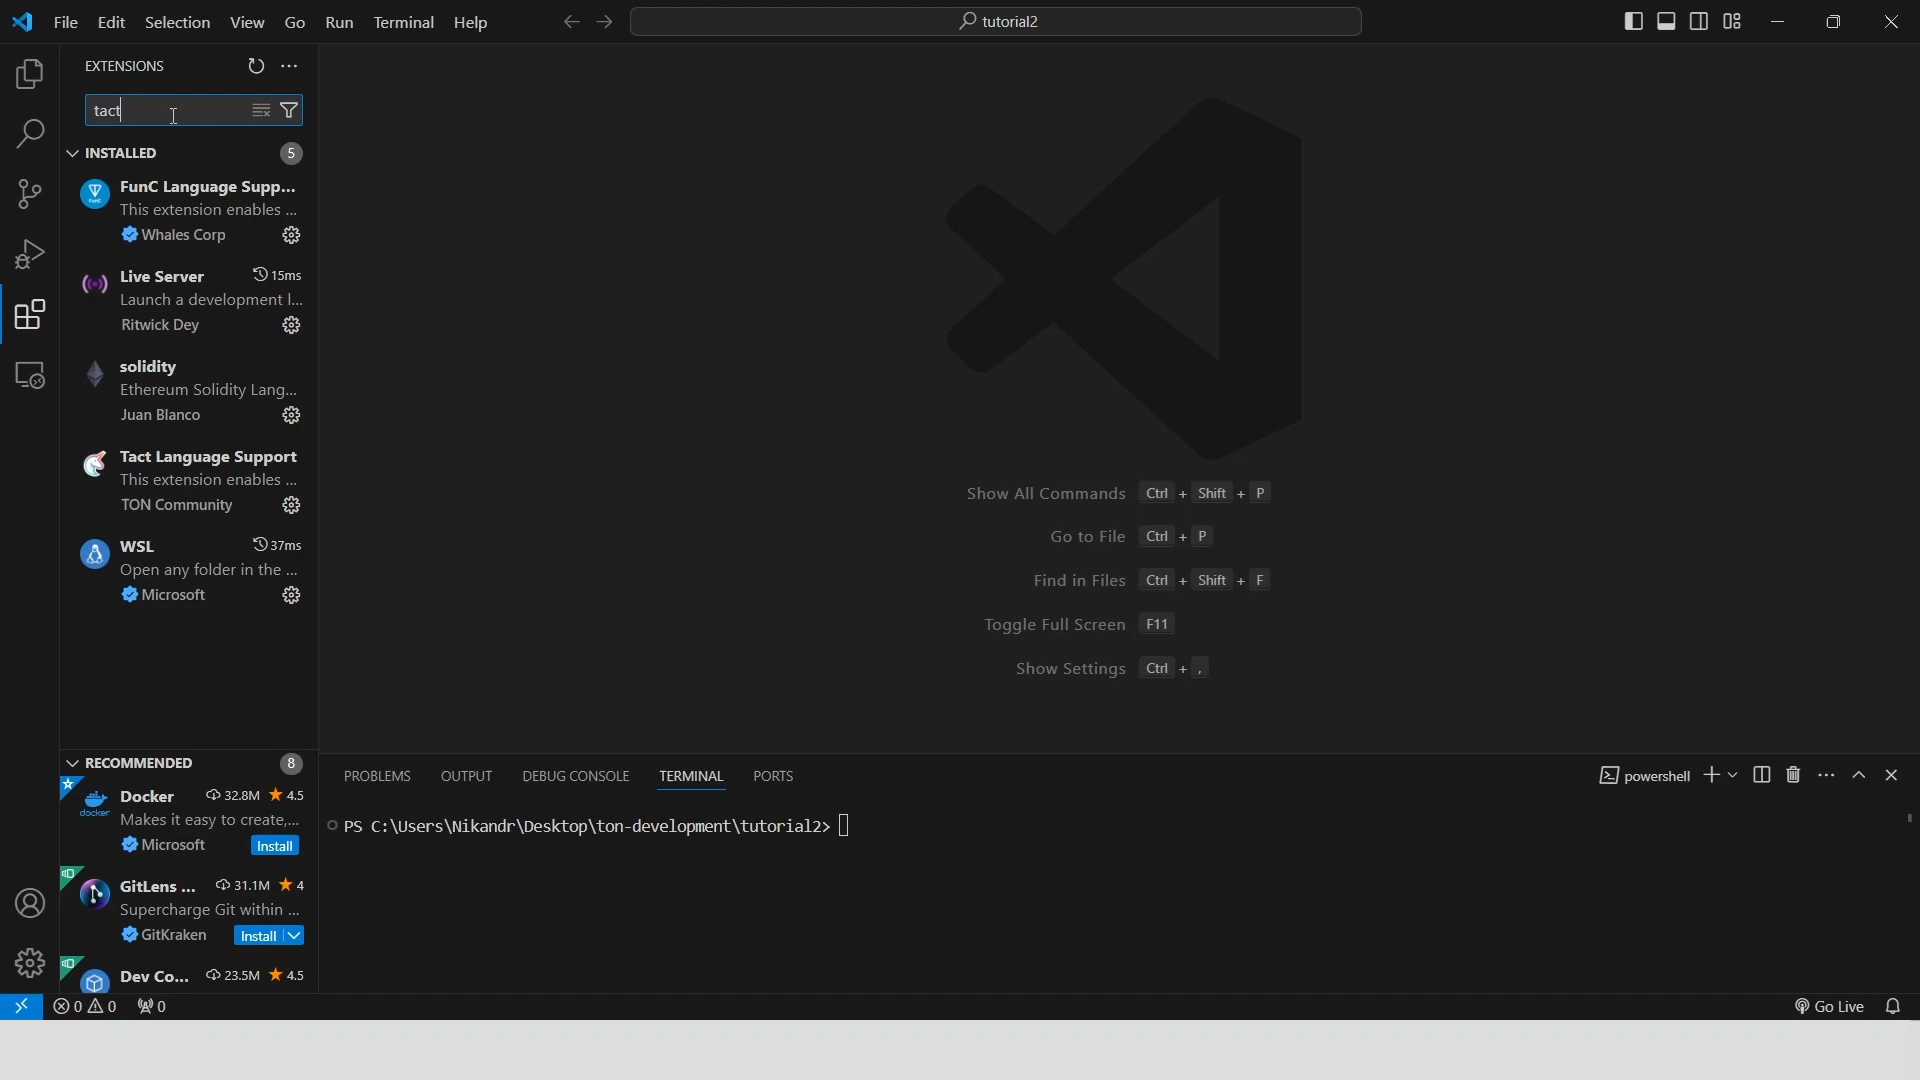 File Edit Selection View Go Run Terminal Help
tutorial2
EXTENSIONS
tact
INSTALLED 5
FunC Language Supp...
This extension enables ...
Whales Corp
FunC
Live Server 15ms
Launch a development l...
Ritwick Dey
solidity
Ethereum Solidity Lang...
Juan Blanco
Tact Language Support
This extension enables ...
TON Community
WSL 37ms
Open any folder in the ...
Microsoft
Show All Commands Ctrl + Shift + P
Go to File Ctrl + P
Find in Files Ctrl + Shift + F
Toggle Full Screen F11
Show Settings Ctrl + ,
RECOMMENDED 8
Docker 32.8M 4.5
docker
Makes it easy to create,...
Microsoft Install
GitLens ... 31.1M 4
Supercharge Git within ...
GitKraken Install
Dev Co... 23.5M 4.5
PROBLEMS OUTPUT DEBUG CONSOLE TERMINAL PORTS
powershell
PS C:\Users\Nikandr\Desktop\ton-development\tutorial2>
0 0 0
Go Live